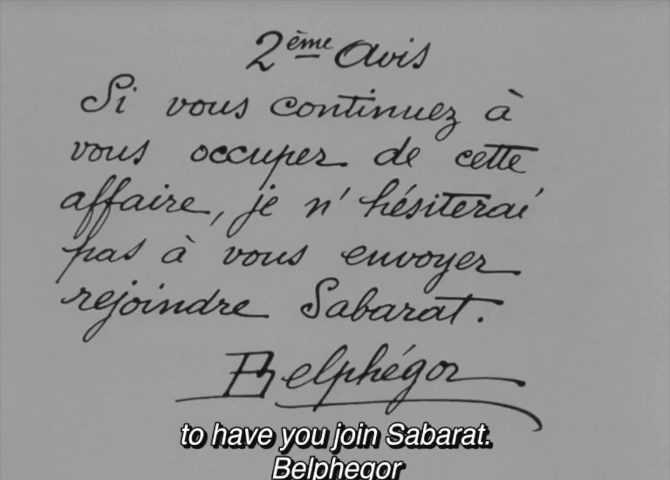 2ème Avis
Si vous continuez à
vous occuper de cette
affaire, je n'hésiterai
pas à vous envoyer
rejoindre Sabarat.
Belphégor
to have you join Sabarat.
Belphegor